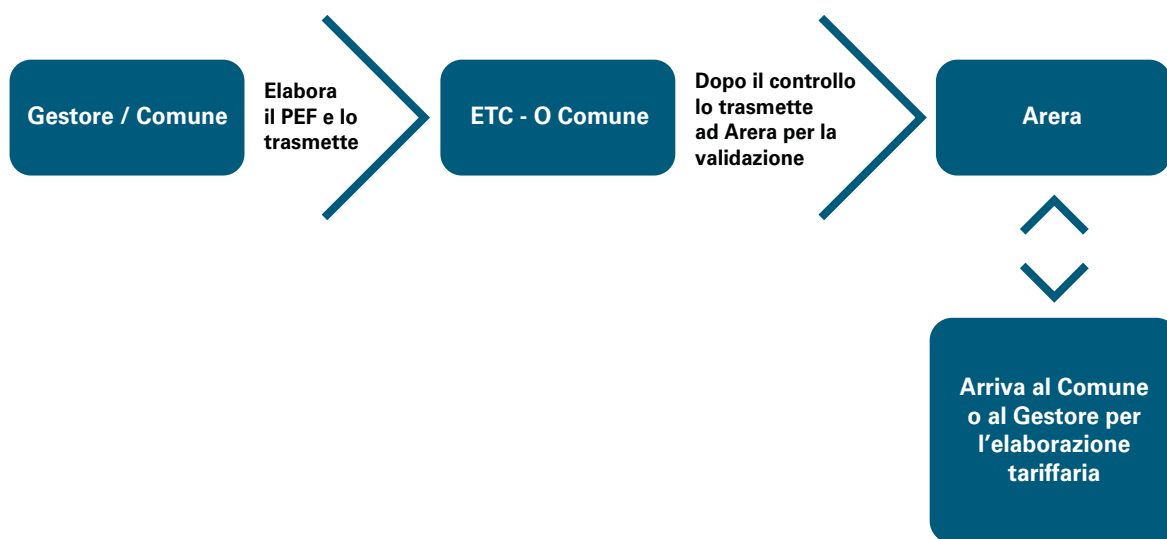 Gestore / Comune
Elabora
il PEF e lo
trasmette
ETC - O Comune
Dopo il controllo
lo trasmette
ad Arera per la
validazione
Arera
Arriva al Comune
o al Gestore per
l’elaborazione
tariffaria